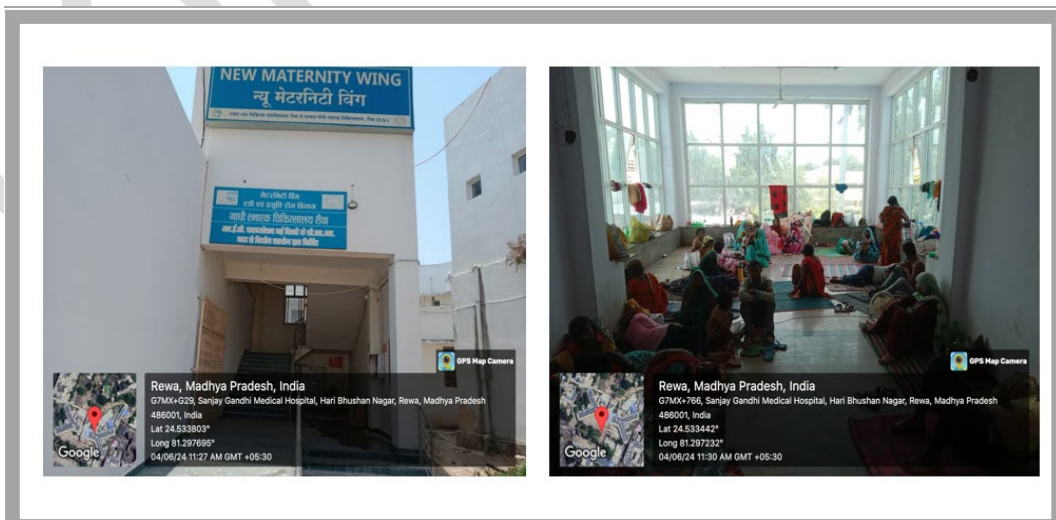 NEW MATERNITY WING
न्यू मेटरनिटी विंग
मेटरनिटी विंग
स्त्री एवं प्रसूति रोग विभाग
गांधी स्मारक चिकित्सालय रीवा
GPS Map Camera
Rewa, Madhya Pradesh, India
G7MX+G29, Sanjay Gandhi Medical Hospital, Hari Bhushan Nagar, Rewa, Madhya Pradesh
486001, India
Lat 24.533803°
Long 81.297695°
04/06/24 11:27 AM GMT +05:30
Google
GPS Map Camera
Rewa, Madhya Pradesh, India
G7MX+766, Sanjay Gandhi Medical Hospital, Hari Bhushan Nagar, Rewa, Madhya Pradesh
486001, India
Lat 24.533442°
Long 81.297232°
04/06/24 11:30 AM GMT +05:30
Google